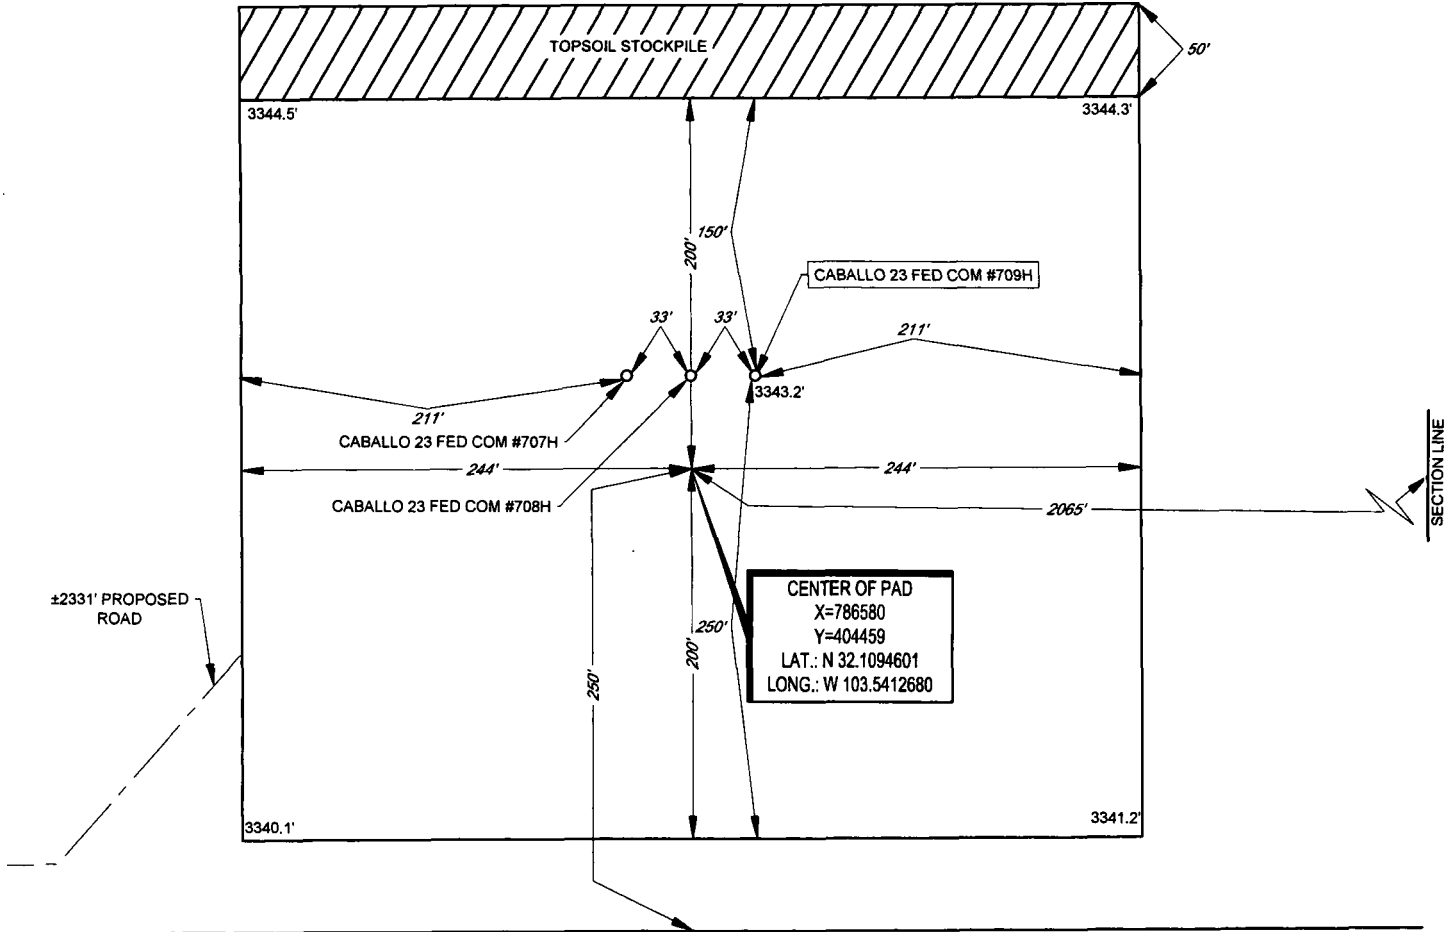 TOPSOIL STOCKPILE
50'
3344.5'
3344.3'
200'
150'
CABALLO 23 FED COM #709H
33'
33'
211'
3343.2'
211'
CABALLO 23 FED COM #707H
244'
244'
CABALLO 23 FED COM #708H
2065'
SECTION LINE
±2331' PROPOSED
ROAD
CENTER OF PAD
X=786580
Y=404459
LAT.: N 32.1094601
LONG.: W 103.5412680
250'
200'
250'
3340.1'
3341.2'